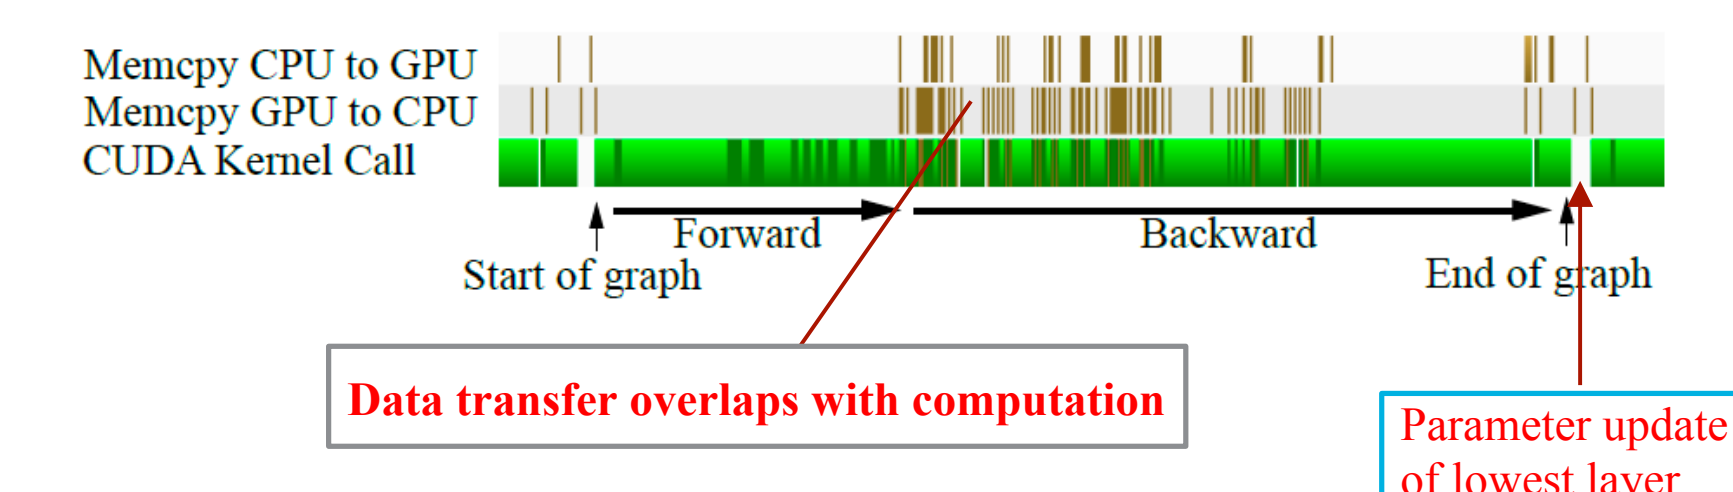 Memcpy CPU to GPU
Memcpy GPU to CPU
CUDA Kernel Call
Forward
Backward
Start of graph
End of graph
Data transfer overlaps with computation
Parameter update
of lowest layer